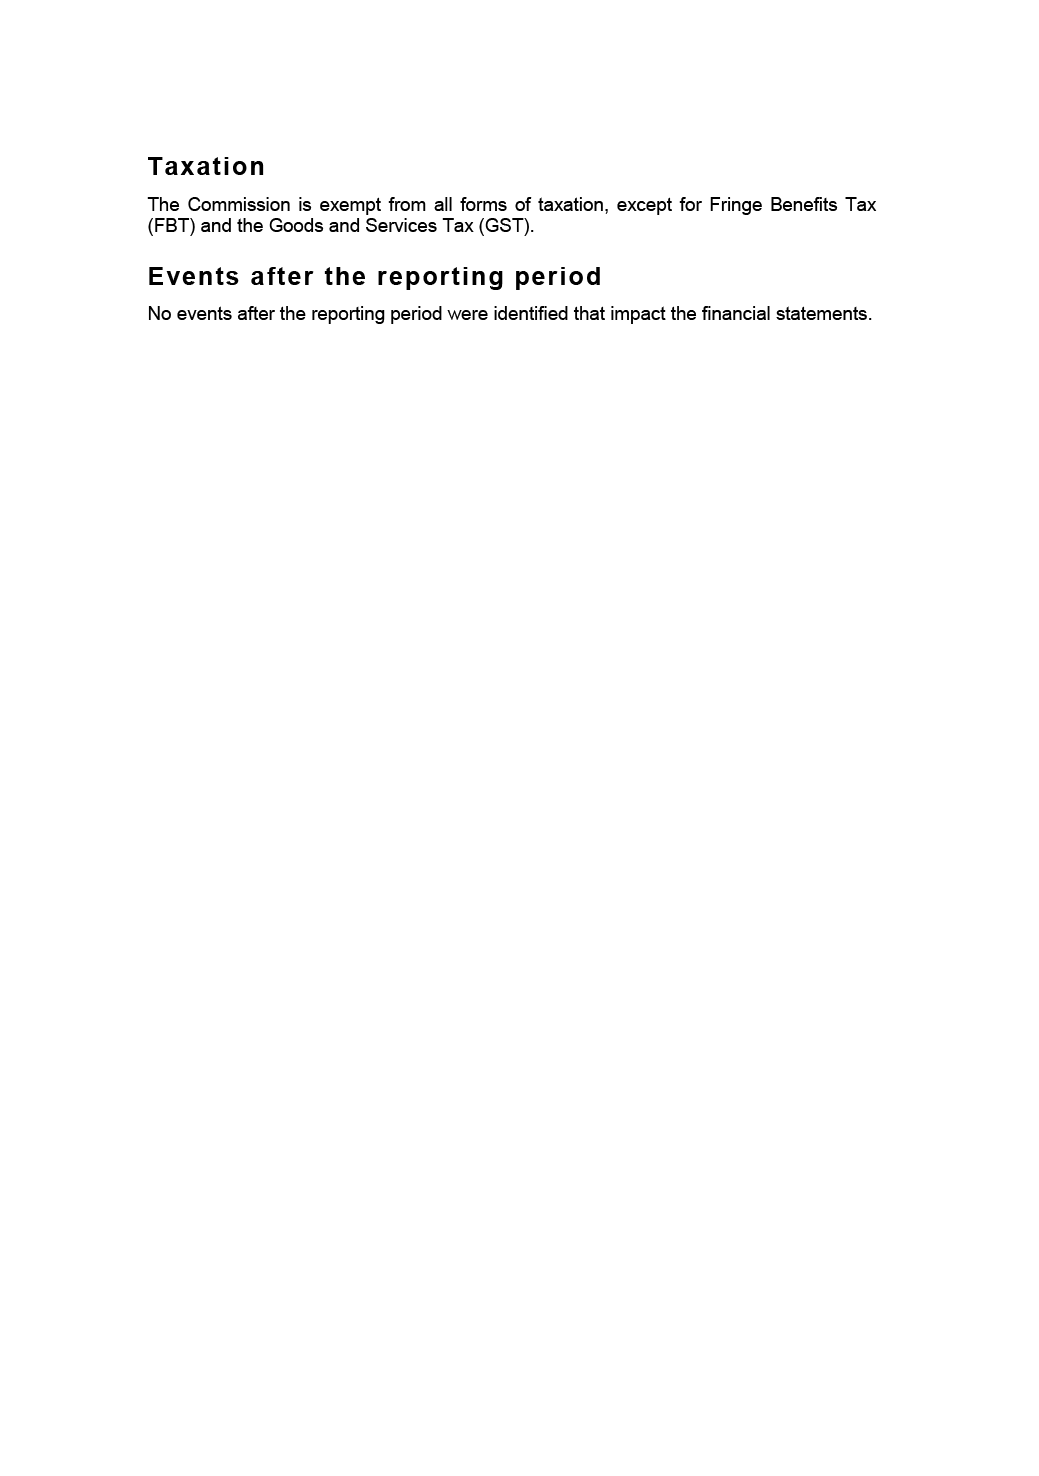 Taxation
The Commission is exempt from all forms of taxation, except for Fringe Benefits Tax
(FBT) and the Goods and Services Tax (GST).
Events after the reporting period
No events after the reporting period were identified that impact the financial statements.